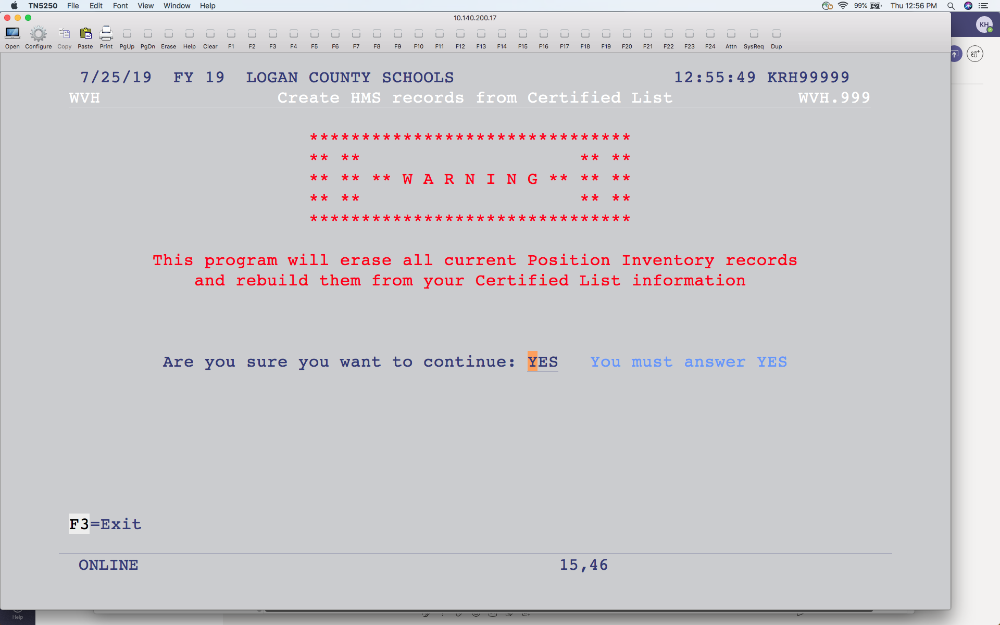 TN5250 File Edit Font View Window Help 99% Thu 12:56 PM
10.140.200.17
KH
Open Configure Copy Paste Print PgUp PgDn Erase Help Clear F1 F2 F3 F4 F5 F6 F7 F8 F9 F10 F11 F12 F13 F14 F15 F16 F17 F18 F19 F20 F21 F22 F23 F24 Attn SysReq Dup
7/25/19 FY 19 LOGAN COUNTY SCHOOLS 12:55:49 KRH99999
WVH Create HMS records from Certified List WVH.999
*******************************
** ** ** **
** ** ** W A R N I N G ** ** **
** ** ** **
*******************************
This program will erase all current Position Inventory records
and rebuild them from your Certified List information
Are you sure you want to continue: YES You must answer YES
F3=Exit
ONLINE 15,46
Help